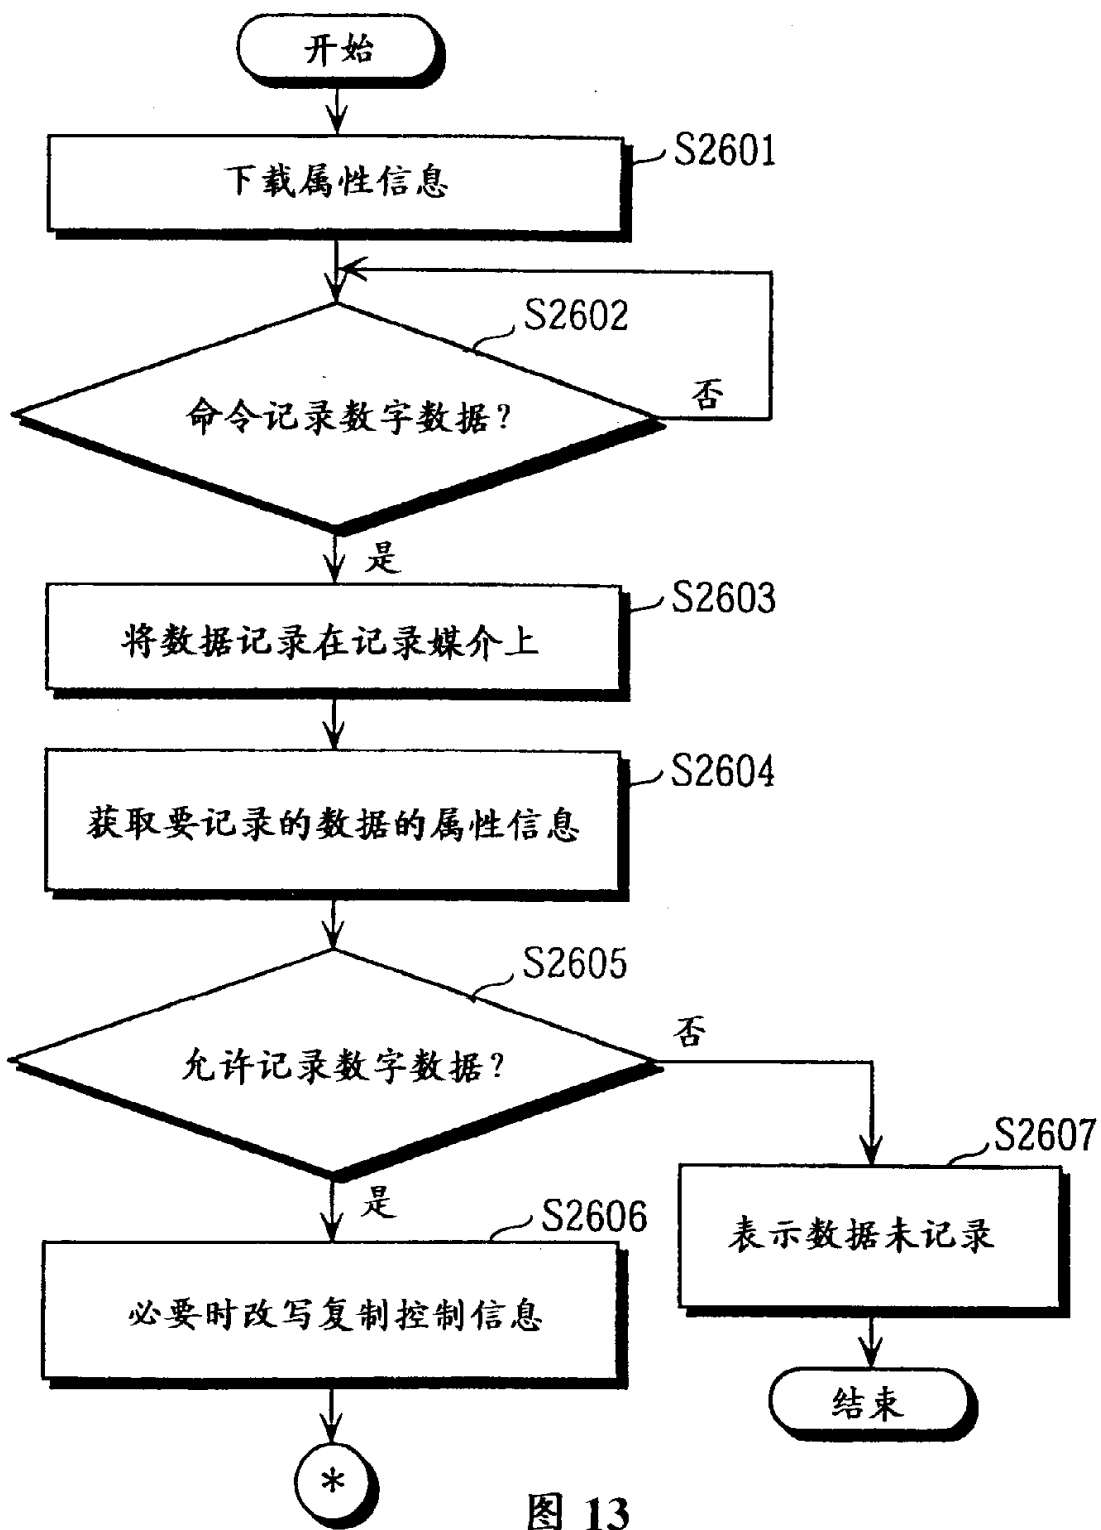 开始
下载属性信息
S2601
S2602
命令记录数字数据?
否
是
将数据记录在记录媒介上
S2603
获取要记录的数据的属性信息
S2604
S2605
允许记录数字数据?
否
是
S2606
必要时改写复制控制信息
S2607
表示数据未记录
结束
*
图 13